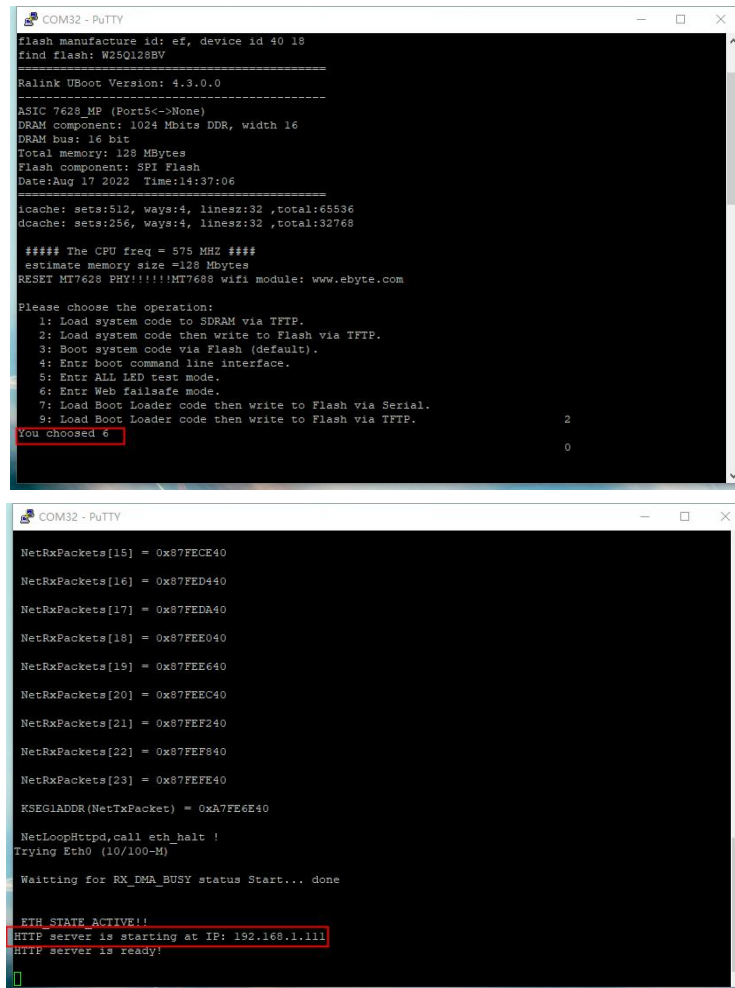 COM32 - PuTTY
flash manufacture id: ef, device id 40 18
find flash: W25Q128BV
============================================
Ralink UBoot Version: 4.3.0.0
--------------------------------------------
ASIC 7628_MP (Port5<->None)
DRAM component: 1024 Mbits DDR, width 16
DRAM bus: 16 bit
Total memory: 128 MBytes
Flash component: SPI Flash
Date:Aug 17 2022  Time:14:37:06
============================================
icache: sets:512, ways:4, linesz:32 ,total:65536
dcache: sets:256, ways:4, linesz:32 ,total:32768
##### The CPU freq = 575 MHZ ####
estimate memory size =128 Mbytes
RESET MT7628 PHY!!!!!!MT7688 wifi module: www.ebyte.com
Please choose the operation:
1: Load system code to SDRAM via TFTP.
2: Load system code then write to Flash via TFTP.
3: Boot system code via Flash (default).
4: Entr boot command line interface.
5: Entr ALL LED test mode.
6: Entr Web failsafe mode.
7: Load Boot Loader code then write to Flash via Serial.
9: Load Boot Loader code then write to Flash via TFTP. 2
You choosed 6
0
COM32 - PuTTY
NetRxPackets[15] = 0x87FECE40
NetRxPackets[16] = 0x87FED440
NetRxPackets[17] = 0x87FEDA40
NetRxPackets[18] = 0x87FEE040
NetRxPackets[19] = 0x87FEE640
NetRxPackets[20] = 0x87FEEC40
NetRxPackets[21] = 0x87FEF240
NetRxPackets[22] = 0x87FEF840
NetRxPackets[23] = 0x87FEFE40
KSEG1ADDR(NetTxPacket) = 0xA7FE6E40
NetLoopHttpd,call eth_halt !
Trying Eth0 (10/100-M)
Waitting for RX_DMA_BUSY status Start... done
ETH_STATE_ACTIVE!!
HTTP server is starting at IP: 192.168.1.111
HTTP server is ready!